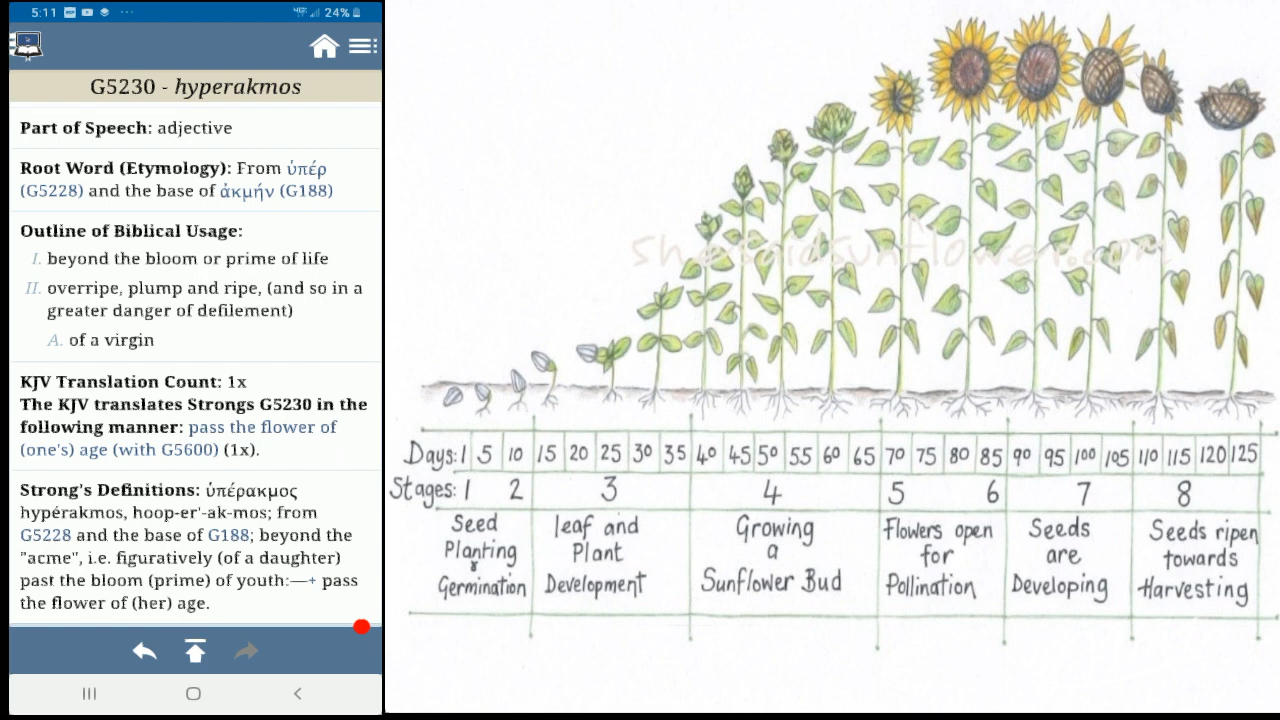 5:11
24%
G5230 - hyperakmos
Part of Speech: adjective
Root Word (Etymology): From ὑπέρ
(G5228) and the base of ἀκμήν (G188)
Outline of Biblical Usage:
I. beyond the bloom or prime of life
II. overripe, plump and ripe, (and so in a
greater danger of defilement)
A. of a virgin
KJV Translation Count: 1x
The KJV translates Strongs G5230 in the
following manner: pass the flower of
(one's) age (with G5600) (1x).
Strong's Definitions: ὑπέρακμος
hypérakmos, hoop-er'-ak-mos; from
G5228 and the base of G188; beyond the
"acme", i.e. figuratively (of a daughter)
past the bloom (prime) of youth:—+ pass
the flower of (her) age.
shesaidsunflower.com
Days: 1 5 10 15 20 25 30 35 40 45 50 55 60 65 70 75 80 85 90 95 100 105 110 115 120 125
Stages: 1 2 3 4 5 6 7 8
Seed
Planting
&
Germination
leaf and
Plant
Development
Growing
a
Sunflower Bud
Flowers open
for
Pollination
Seeds
are
Developing
Seeds ripen
towards
Harvesting